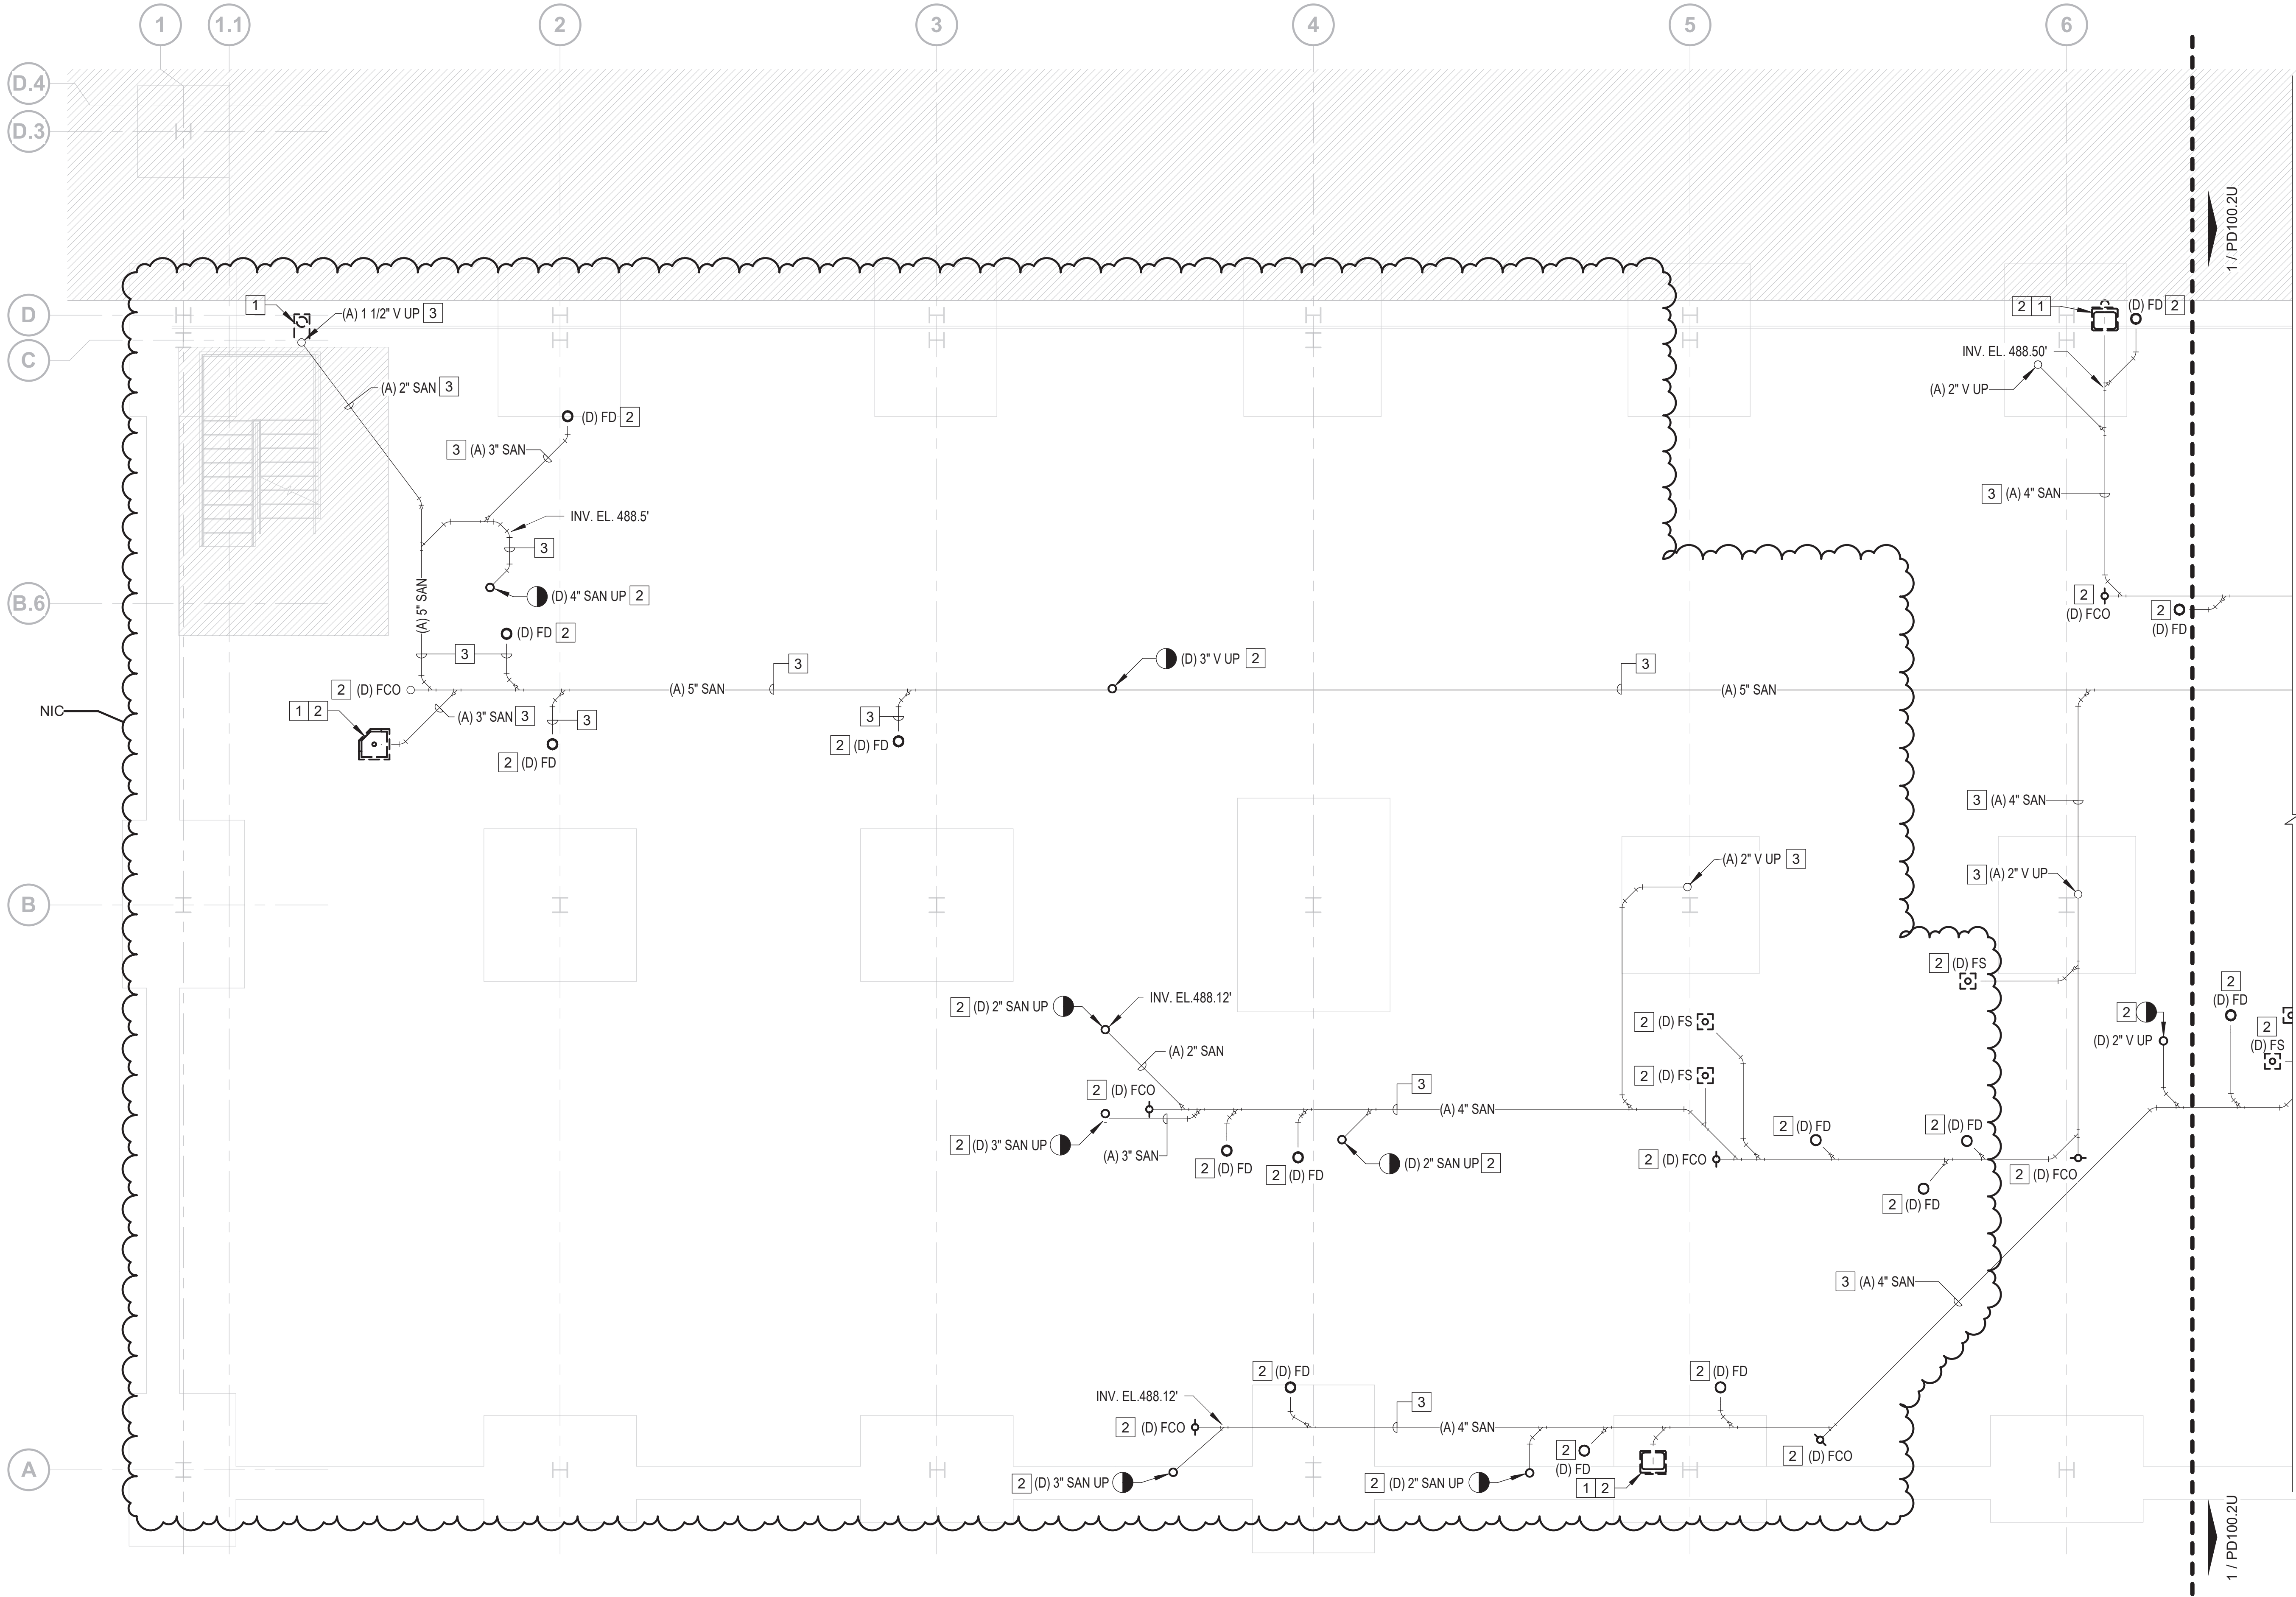 1 1.1 2 3 4 5 6
D.4
D.3
1 / PD100.2U
D
1
(A) 1 1/2" V UP 3
2 1
(D) FD 2
C
INV. EL. 488.50'
(A) 2" V UP
(A) 2" SAN 3
(D) FD 2
3 (A) 3" SAN
3 (A) 4" SAN
INV. EL. 488.5'
3
(D) 4" SAN UP 2
B.6
(A) 5" SAN
2
(D) FCO
2
(D) FD
(D) FD 2
3
3
(D) 3" V UP 2
3
2 (D) FCO
(A) 5" SAN
(A) 5" SAN
NIC
1 2
(A) 3" SAN 3
3
3
2 (D) FD
2 (D) FD
3 (A) 4" SAN
(A) 2" V UP 3
3 (A) 2" V UP
B
2 (D) FS
2
(D) FD
2 (D) 2" SAN UP
INV. EL.488.12'
2 (D) FS
2
(D) 2" V UP
2
(D) FS
(A) 2" SAN
2 (D) FS
2 (D) FCO
3
(A) 4" SAN
2 (D) 3" SAN UP
(A) 3" SAN
2 (D) FD
2 (D) FD
(D) 2" SAN UP 2
2 (D) FD
2 (D) FD
2 (D) FCO
2 (D) FCO
2 (D) FD
3 (A) 4" SAN
2 (D) FD
2 (D) FD
INV. EL.488.12'
3
2 (D) FCO
(A) 4" SAN
2
(D) FD
2 (D) FCO
A
2 (D) 3" SAN UP
2 (D) 2" SAN UP
1 2
1 / PD100.2U